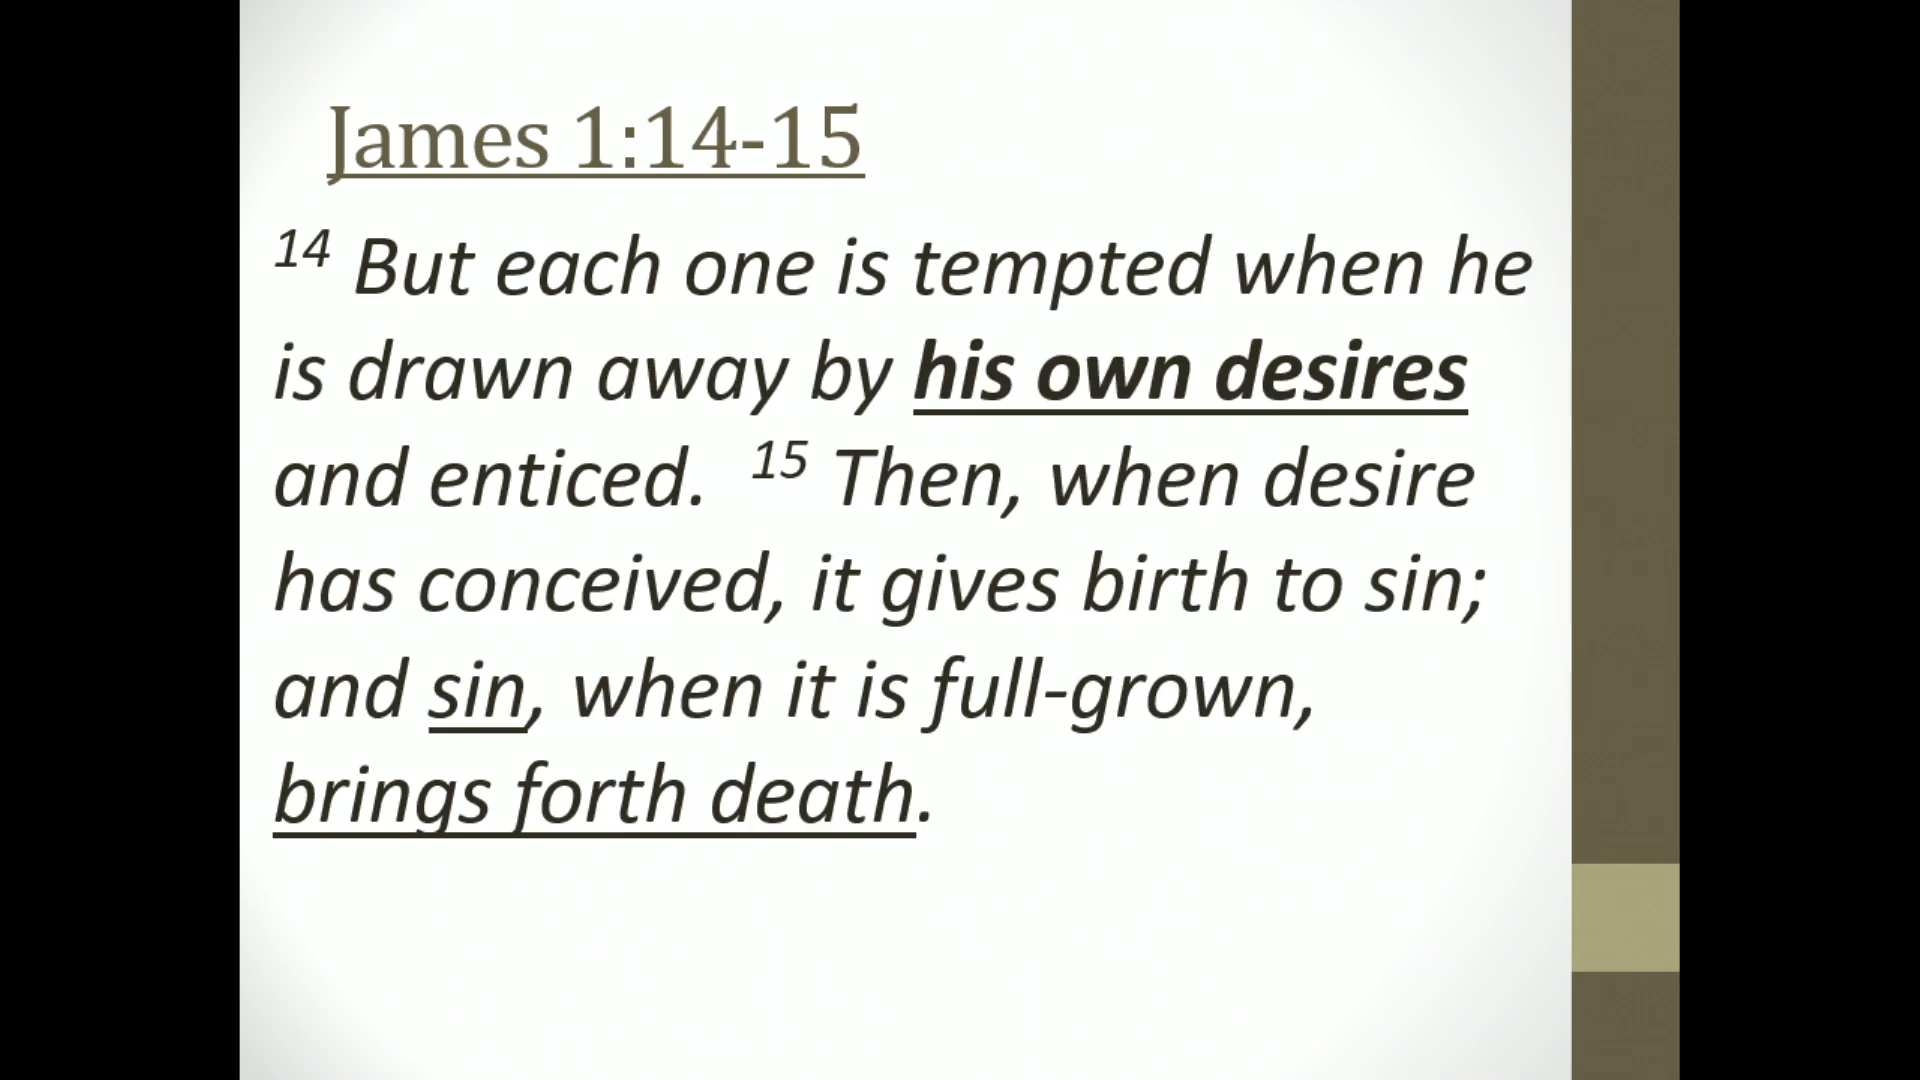 James 1:14-15
14 But each one is tempted when he
is drawn away by his own desires
and enticed. 15 Then, when desire
has conceived, it gives birth to sin;
and sin, when it is full-grown,
brings forth death.